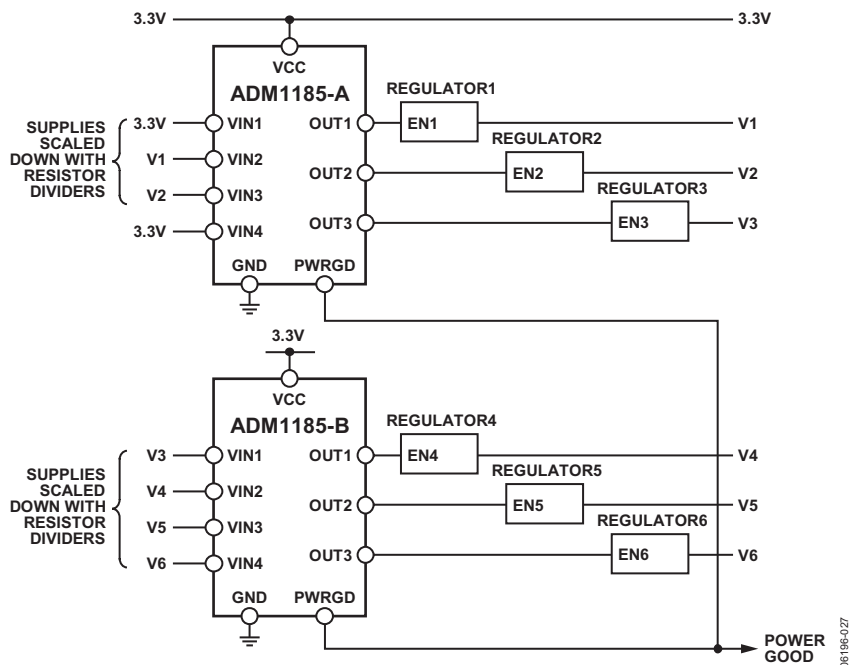 3.3V
3.3V
VCC
ADM1185-A
REGULATOR1
SUPPLIES
SCALED
DOWN WITH
RESISTOR
DIVIDERS
3.3V
VIN1
OUT1
EN1
V1
REGULATOR2
V1
VIN2
OUT2
EN2
V2
REGULATOR3
V2
VIN3
3.3V
VIN4
OUT3
EN3
V3
GND
PWRGD
3.3V
VCC
ADM1185-B
REGULATOR4
SUPPLIES
SCALED
DOWN WITH
RESISTOR
DIVIDERS
V3
VIN1
OUT1
EN4
V4
REGULATOR5
V4
VIN2
OUT2
EN5
V5
REGULATOR6
V5
VIN3
V6
VIN4
OUT3
EN6
V6
GND
PWRGD
POWER
GOOD
06196-027